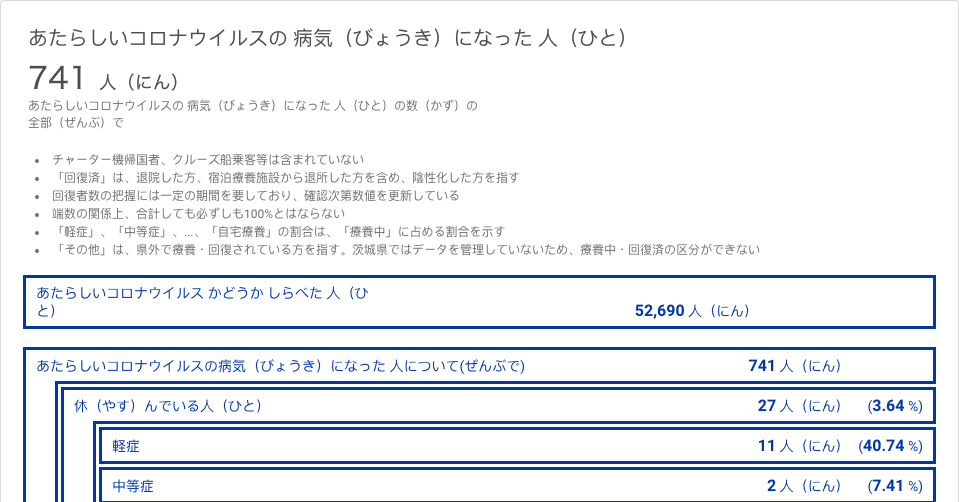 あたらしいコロナウイルスの 病気（びょうき）になった 人（ひと）
741 人（にん）
あたらしいコロナウイルスの 病気（びょうき）になった 人（ひと）の数（かず）の
全部（ぜんぶ）で
• チャーター機帰国者、クルーズ船乗客等は含まれていない
• 「回復済」は、退院した方、宿泊療養施設から退所した方を含め、陰性化した方を指す
• 回復者数の把握には一定の期間を要しており、確認次第数値を更新している
• 端数の関係上、合計しても必ずしも100%とはならない
• 「軽症」、「中等症」、...、「自宅療養」の割合は、「療養中」に占める割合を示す
• 「その他」は、県外で療養・回復されている方を指す。茨城県ではデータを管理していないため、療養中・回復済の区分ができない
あたらしいコロナウイルス かどうか しらべた 人（ひ
と）
52,690 人（にん）
あたらしいコロナウイルスの病気（びょうき）になった 人について(ぜんぶで) 741 人（にん）
休（やす）んでいる人（ひと） 27 人（にん） (3.64 %)
軽症 11 人（にん） (40.74 %)
中等症 2 人（にん） (7.41 %)